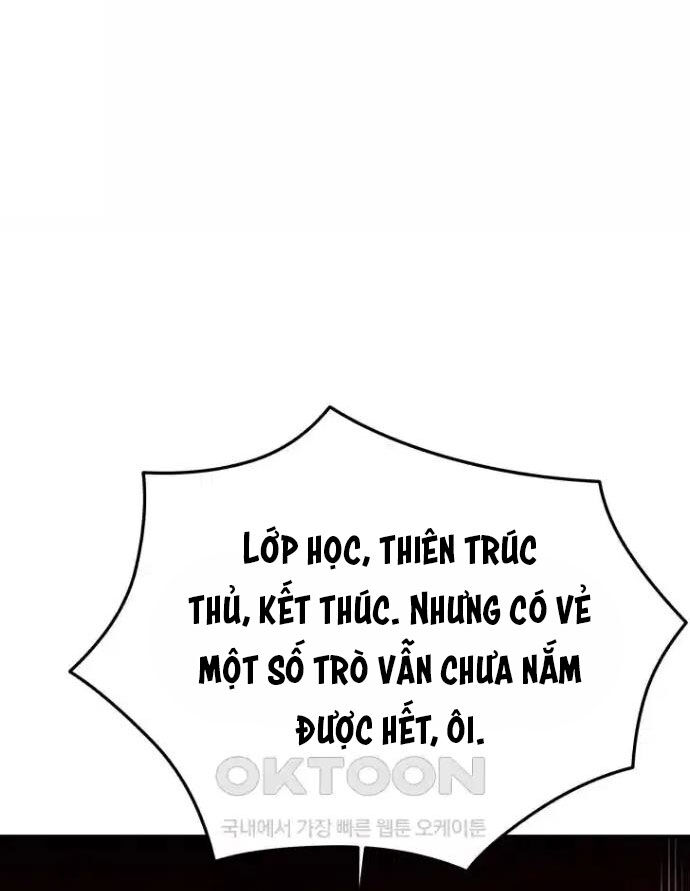 LỚP HỌC, THIÊN TRÚC
THỦ, KẾT THÚC. NHƯNG CÓ VẺ
MỘT SỐ TRÒ VẪN CHƯA NẮM
ĐƯỢC HẾT, ÔI.
OKTOON
국내에서 가장 빠른 웹툰 오케이툰